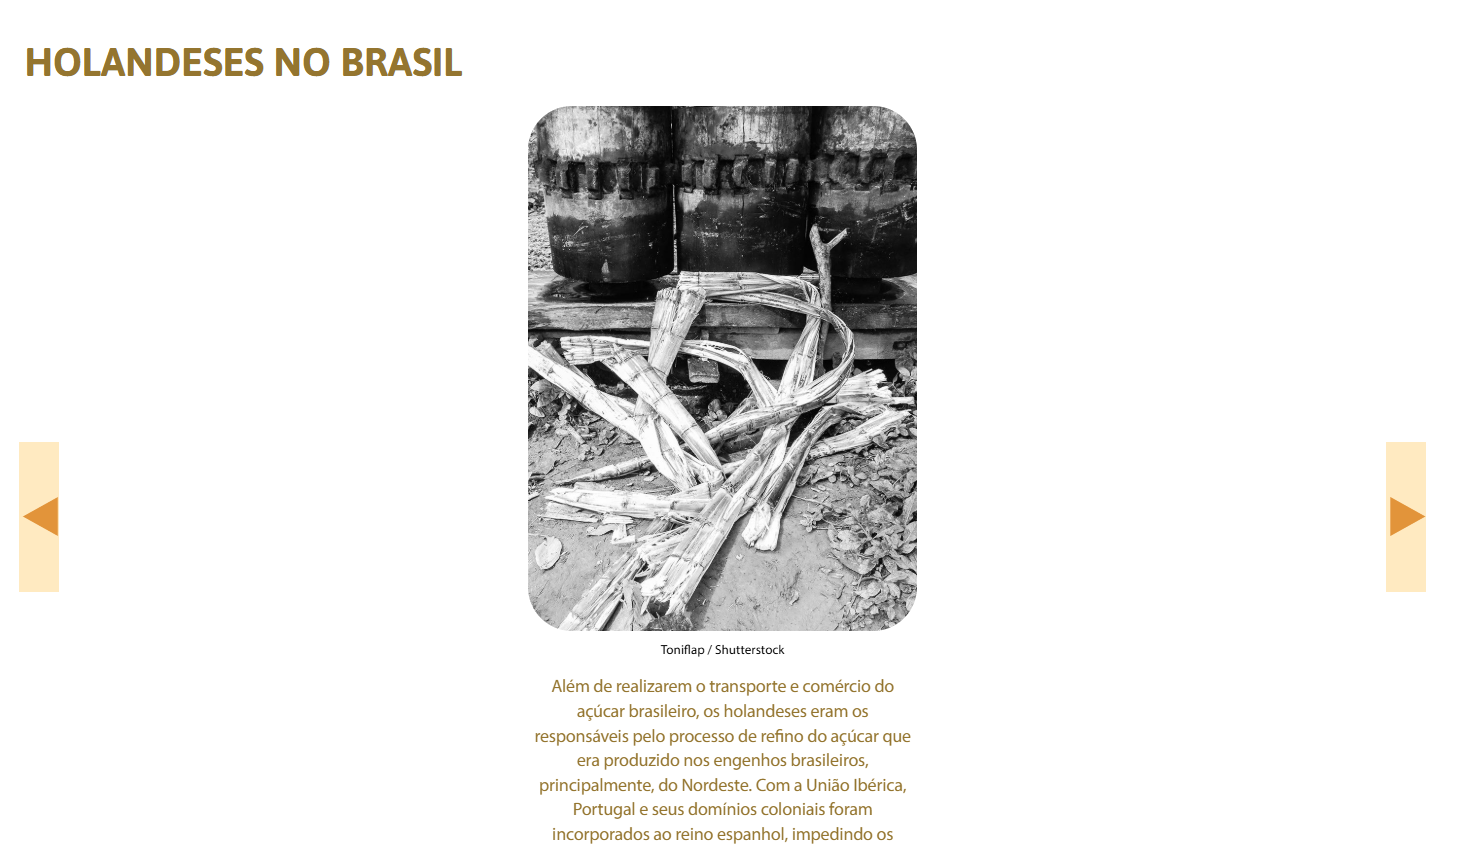 HOLANDESES NO BRASIL
Toniflap / Shutterstock
Além de realizarem o transporte e comércio do
açúcar brasileiro, os holandeses eram os
responsáveis pelo processo de refino do açúcar que
era produzido nos engenhos brasileiros,
principalmente, do Nordeste. Com a União Ibérica,
Portugal e seus domínios coloniais foram
incorporados ao reino espanhol, impedindo os